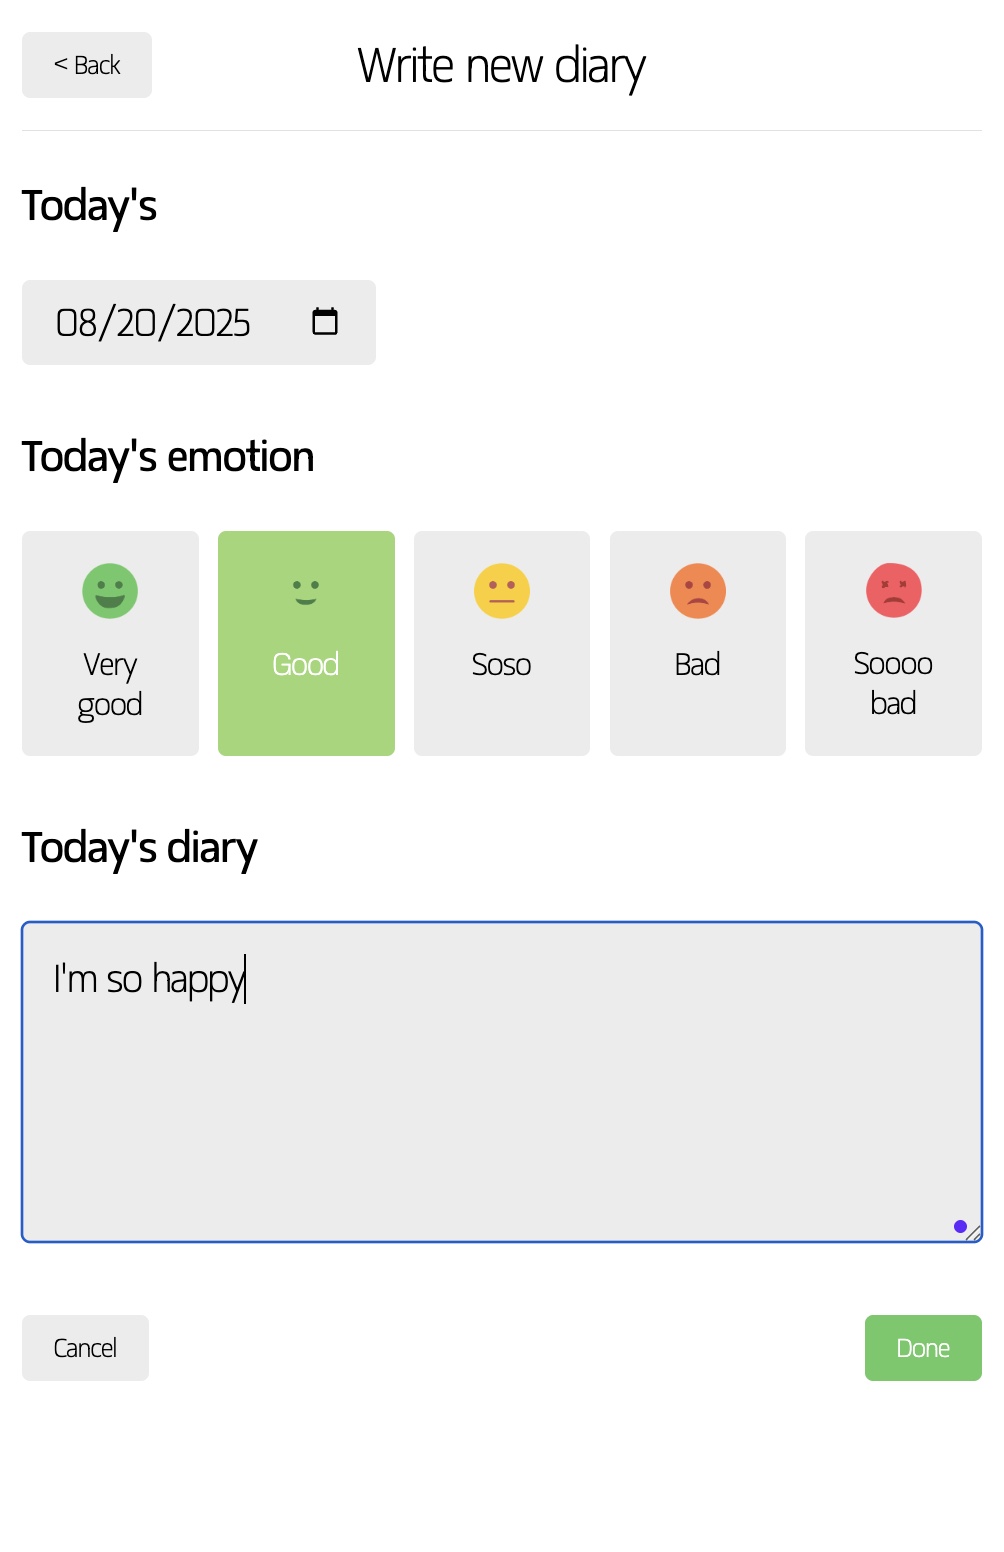 < Back
Write new diary
Today's
08/20/2025
Today's emotion
Very
good
Good
Soso
Bad
Soooo
bad
Today's diary
I'm so happy
Cancel
Done